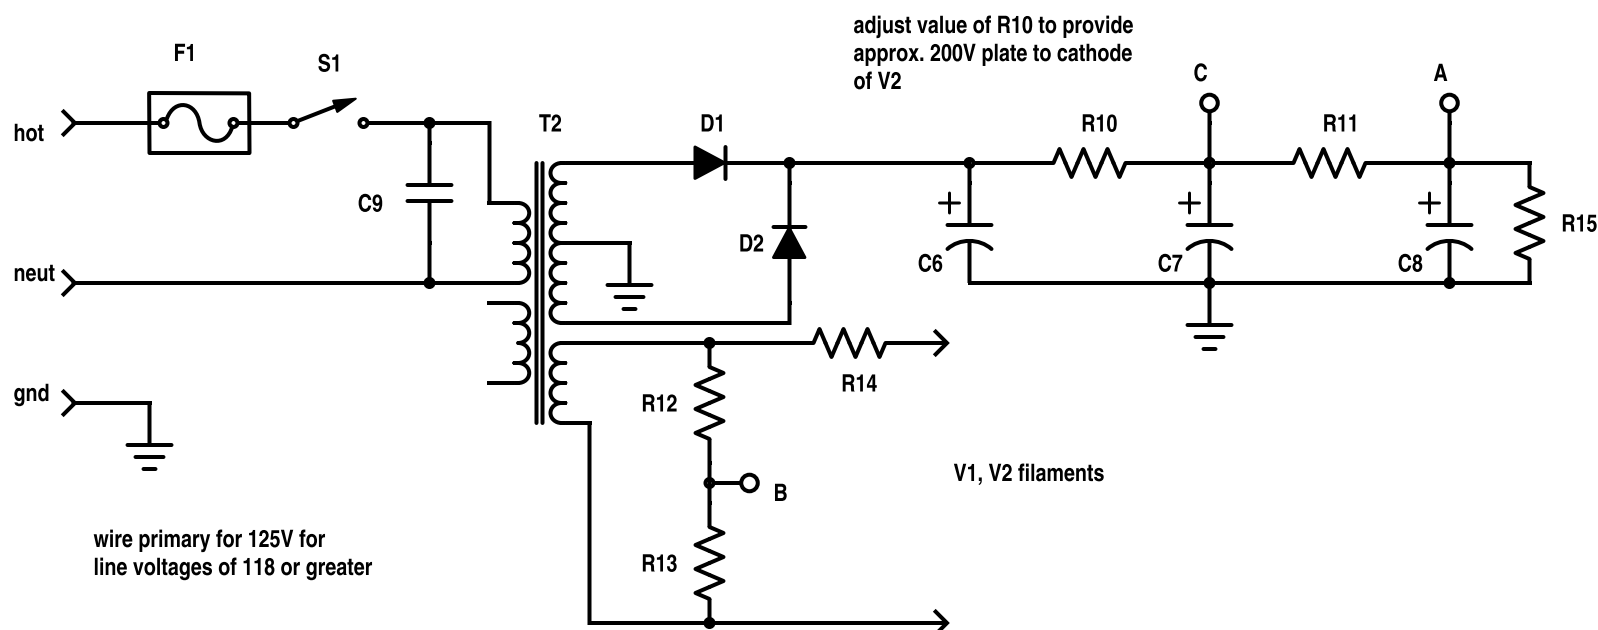 adjust value of R10 to provide
approx. 200V plate to cathode
of V2
F1
S1
C
A
hot
T2
D1
R10
R11
C9
+
+
+
R15
D2
neut
C6
C7
C8
gnd
R14
R12
V1, V2 filaments
B
wire primary for 125V for
line voltages of 118 or greater
R13